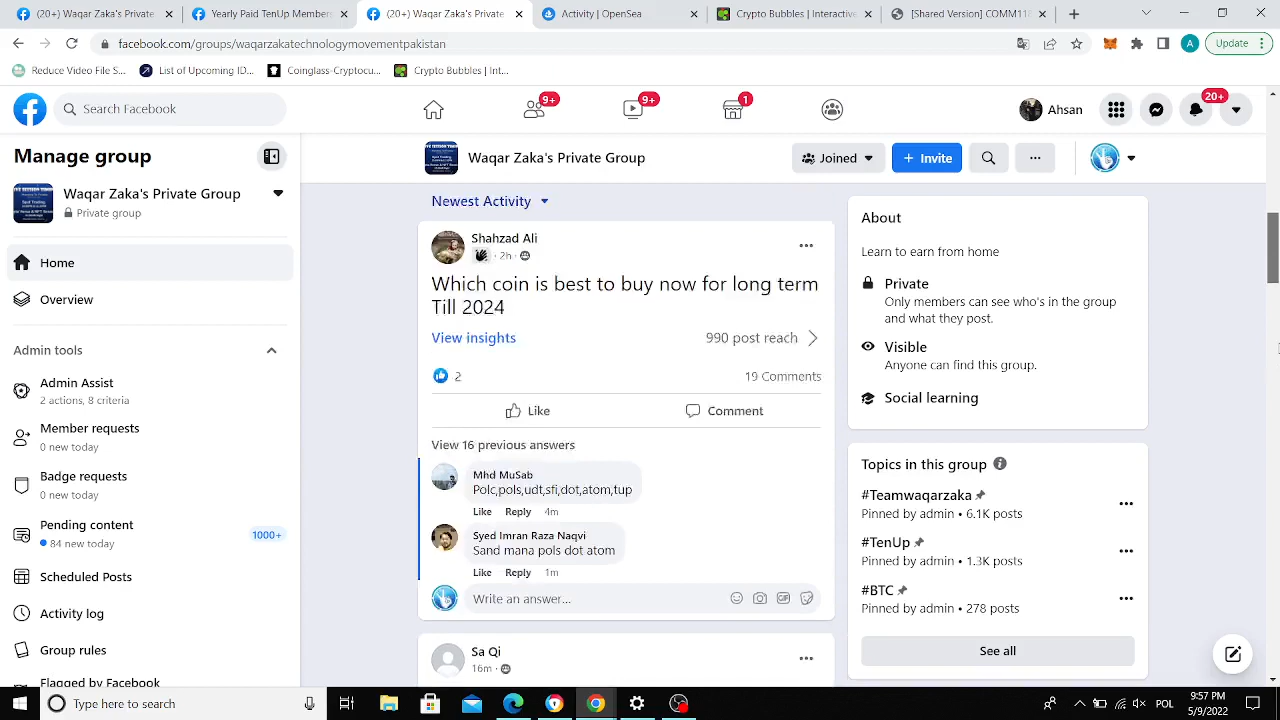 (20+) Facebook
Yearly Paid Tenup Members
(20+) Waqar Zaka's Private
Activity | OpenSea
Crypto Bubbles | Interactive
[Shared Version] COMM116
facebook.com/groups/waqarzakatechnologymovementpakistan
A
Update
Reduce Video File S...
List of Upcoming ID...
Coinglass-Cryptocu...
Crypto Bubbles | Int...
Search Facebook
9+
9+
1
Ahsan
20+
Manage group
Waqar Zaka's Private Group
Private group
Home
Overview
Admin tools
Admin Assist
2 actions, 8 criteria
Member requests
0 new today
Badge requests
0 new today
Pending content
84 new today
1000+
Scheduled Posts
Activity log
Group rules
Flagged by Facebook
Waqar Zaka's Private Group
Joined
Invite
Newest Activity
Shahzad Ali
· 2h ·
Which coin is best to buy now for long term
Till 2024
View insights
990 post reach
2
19 Comments
Like
Comment
View 16 previous answers
Mhd MuSab
Polc,pols,udt,sfi,dot,atom,tup
Like Reply 4m
Syed Imran Raza Naqvi
Sand mana pols dot atom
Like Reply 1m
Write an answer...
GIF
Sa Qi
16m ·
About
Learn to earn from home
Private
Only members can see who's in the group
and what they post.
Visible
Anyone can find this group.
Social learning
Topics in this group
#Teamwaqarzaka
Pinned by admin • 6.1K posts
#TenUp
Pinned by admin • 1.3K posts
#BTC
Pinned by admin • 278 posts
See all
Type here to search
POL
9:57 PM
5/9/2022